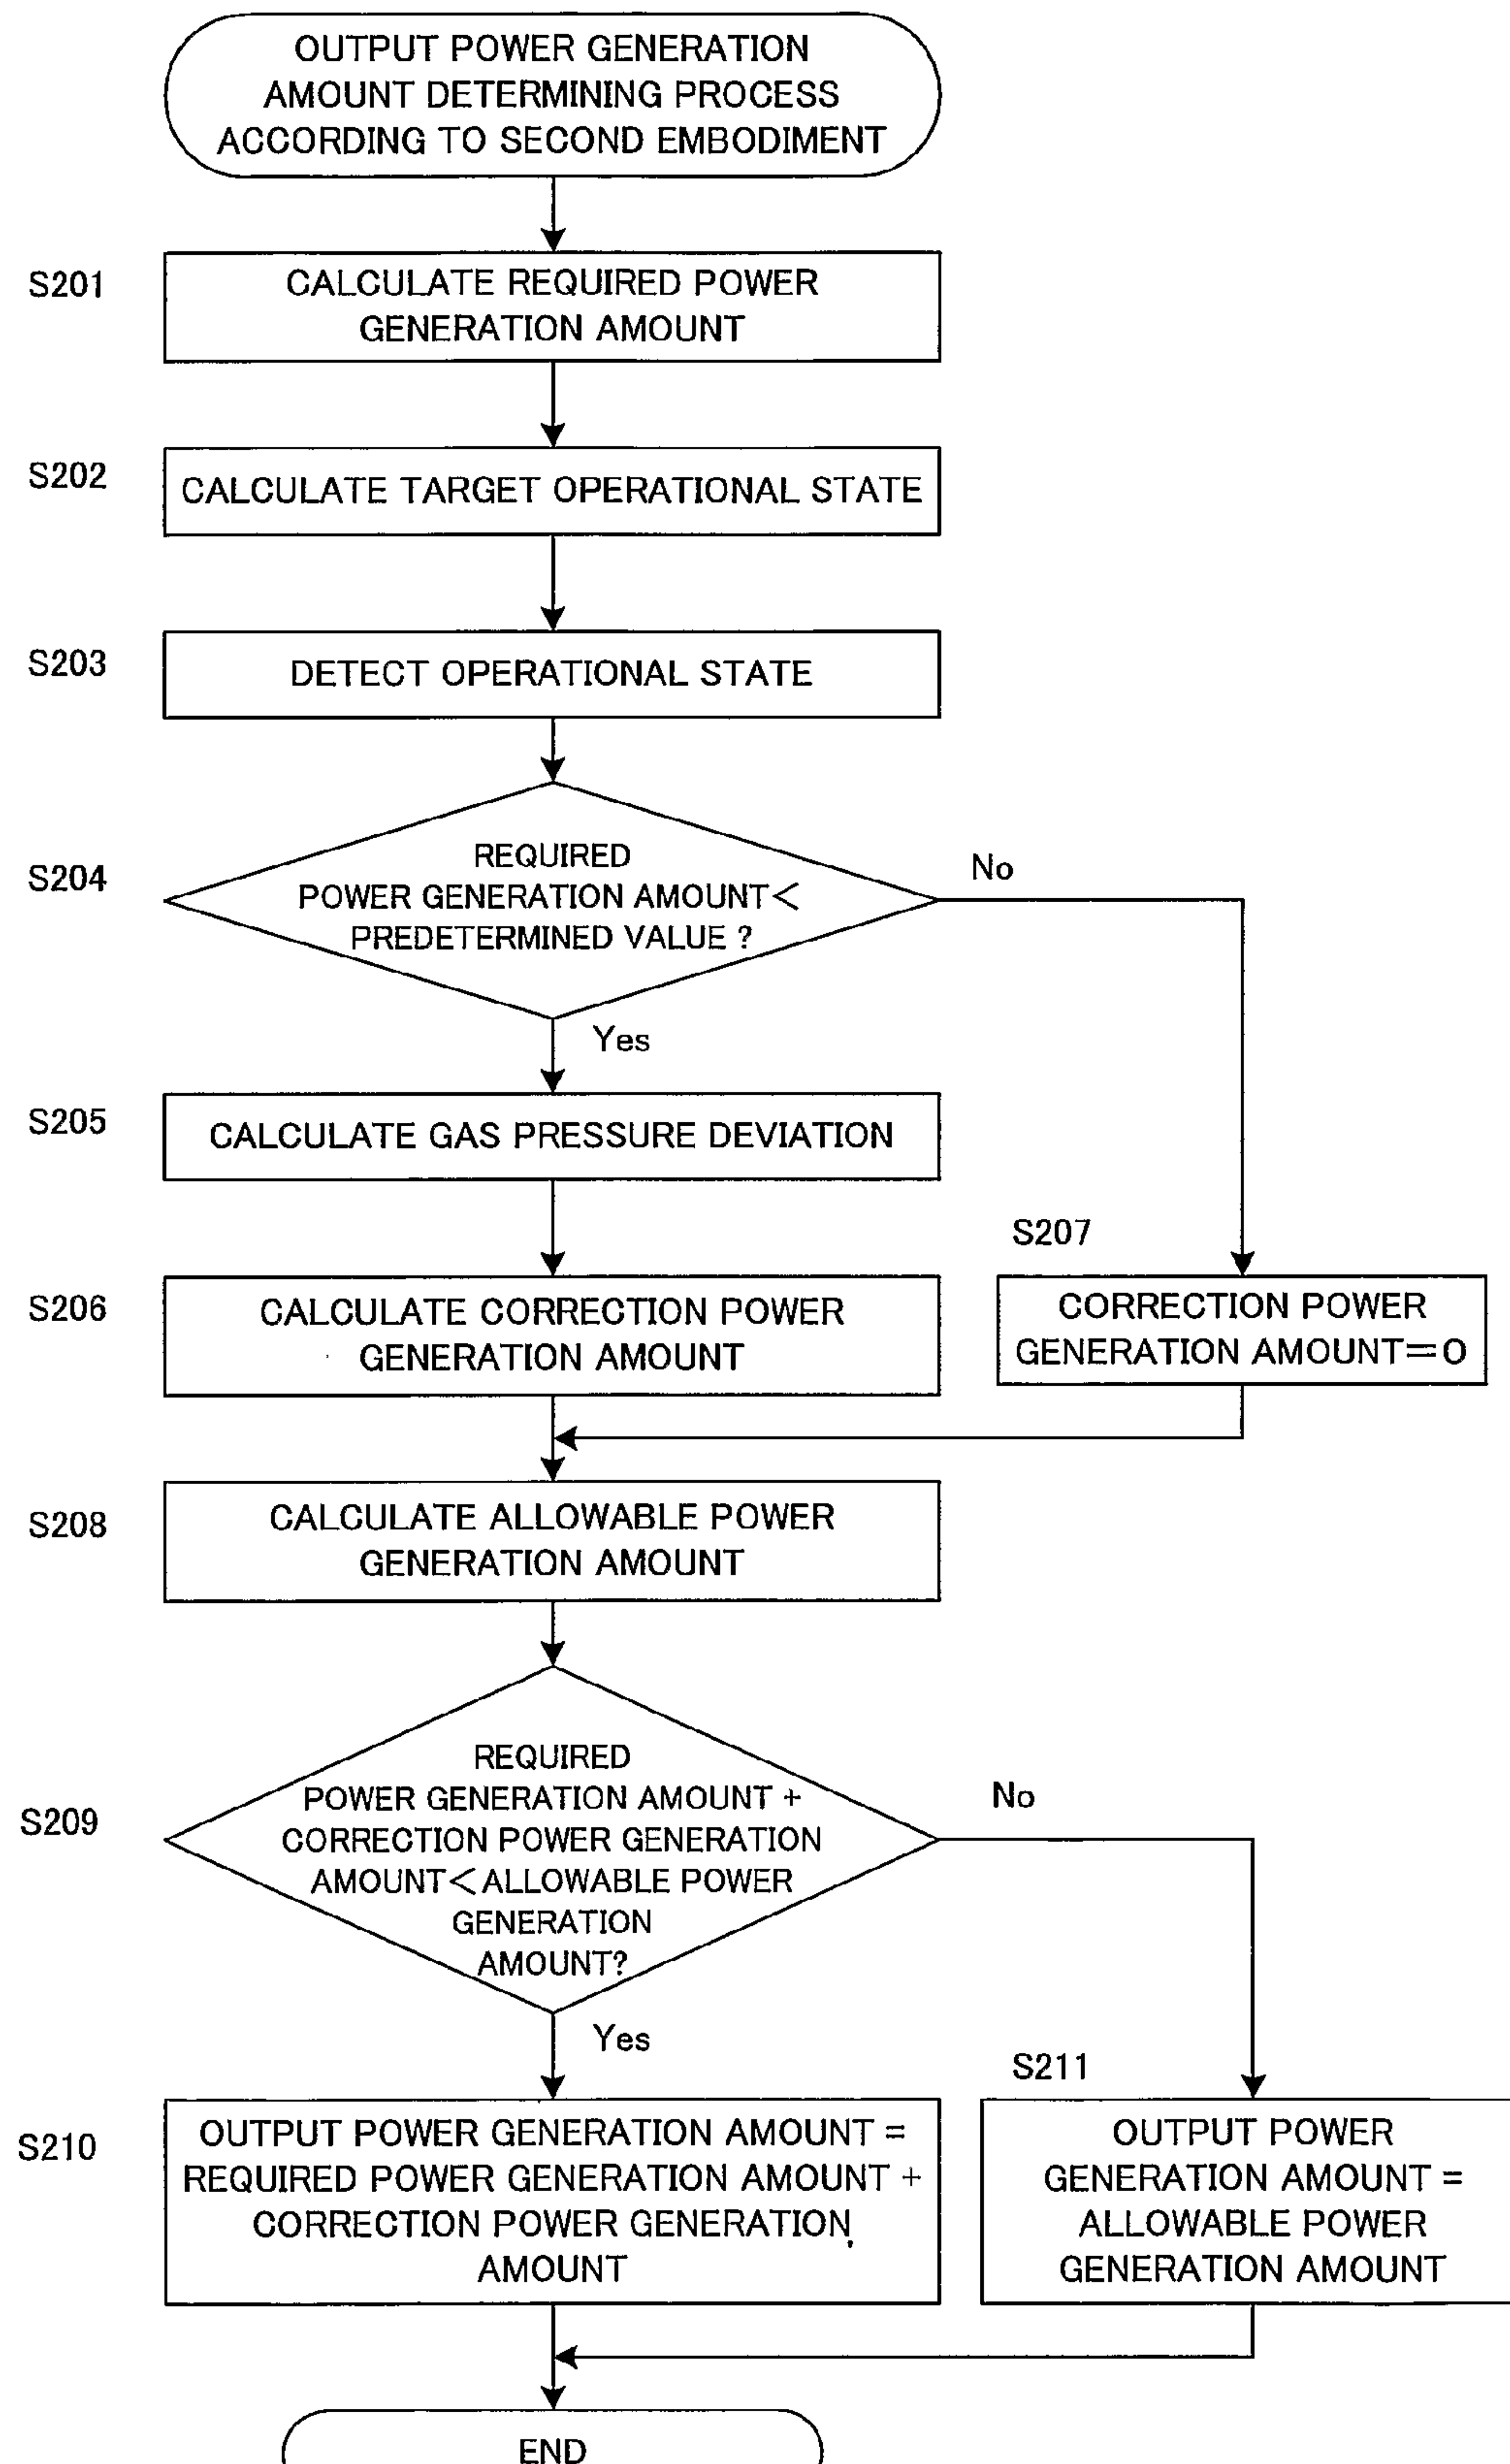 OUTPUT POWER GENERATION
AMOUNT DETERMINING PROCESS
ACCORDING TO SECOND EMBODIMENT
S201
CALCULATE REQUIRED POWER
GENERATION AMOUNT
S202
CALCULATE TARGET OPERATIONAL STATE
S203
DETECT OPERATIONAL STATE
S204
REQUIRED
POWER GENERATION AMOUNT<
PREDETERMINED VALUE ?
No
Yes
S205
CALCULATE GAS PRESSURE DEVIATION
S206
CALCULATE CORRECTION POWER
GENERATION AMOUNT
S207
CORRECTION POWER
GENERATION AMOUNT=0
S208
CALCULATE ALLOWABLE POWER
GENERATION AMOUNT
S209
REQUIRED
POWER GENERATION AMOUNT +
CORRECTION POWER GENERATION
AMOUNT<ALLOWABLE POWER
GENERATION
AMOUNT?
No
Yes
S210
OUTPUT POWER GENERATION AMOUNT =
REQUIRED POWER GENERATION AMOUNT +
CORRECTION POWER GENERATION
AMOUNT
S211
OUTPUT POWER
GENERATION AMOUNT =
ALLOWABLE POWER
GENERATION AMOUNT
END